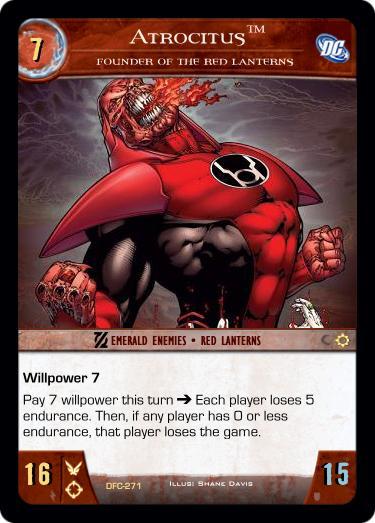 7
ATROCITUS™
FOUNDER OF THE RED LANTERNS
DC
EMERALD ENEMIES • RED LANTERNS
Willpower 7
Pay 7 willpower this turn ➔ Each player loses 5
endurance. Then, if any player has 0 or less
endurance, that player loses the game.
16
DFC-271
ILLUS: SHANE DAVIS
15